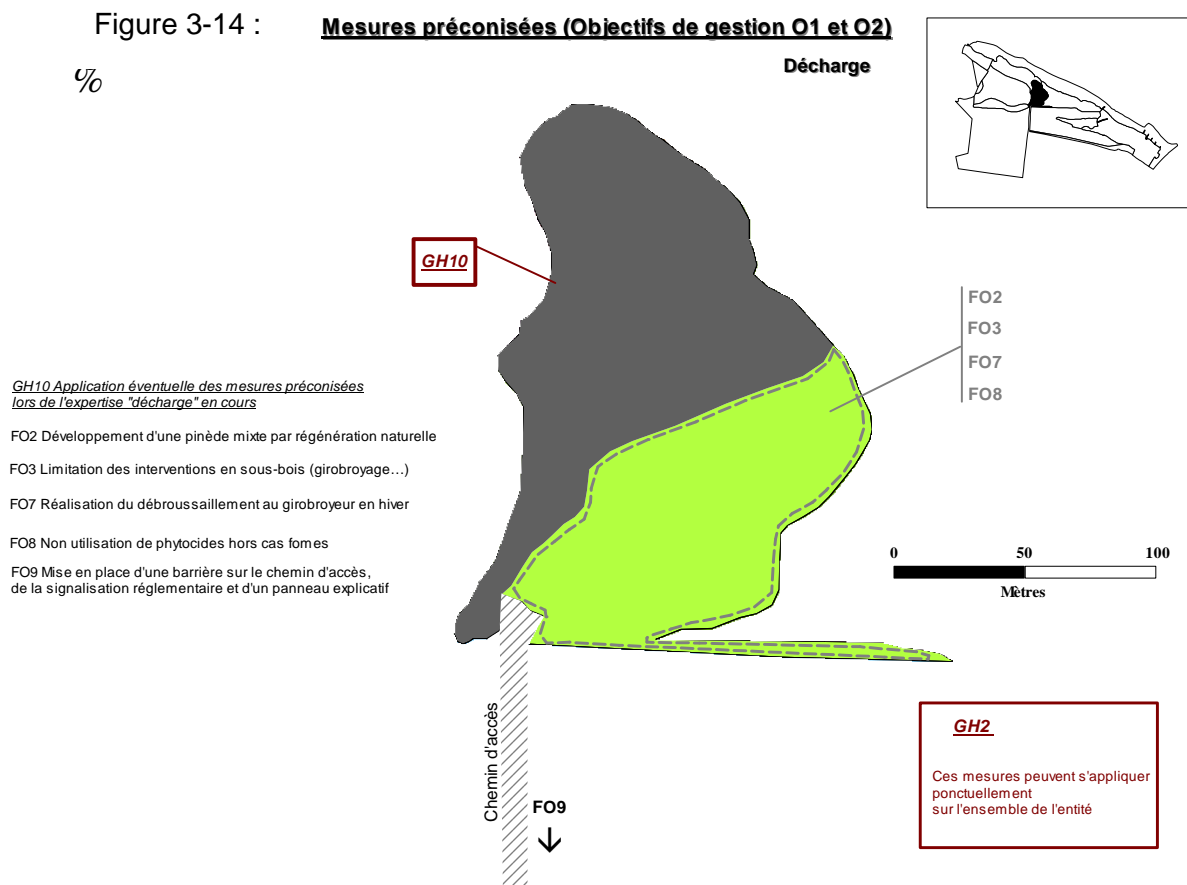 Figure 3-14 : Mesures préconisées (Objectifs de gestion O1 et O2)
%
Décharge
GH10
FO2
FO3
FO7
FO8
GH10 Application éventuelle des mesures préconisées
lors de l'expertise "décharge" en cours
FO2 Développement d'une pinède mixte par régénération naturelle
FO3 Limitation des interventions en sous-bois (girobroyage…)
FO7 Réalisation du débroussaillement au girobroyeur en hiver
FO8 Non utilisation de phytocides hors cas fomes
FO9 Mise en place d'une barrière sur le chemin d'accès,
de la signalisation réglementaire et d'un panneau explicatif
0 50 100
Mètres
Chemin d'accès
FO9
GH2
Ces mesures peuvent s'appliquer
ponctuellement
sur l'ensemble de l'entité